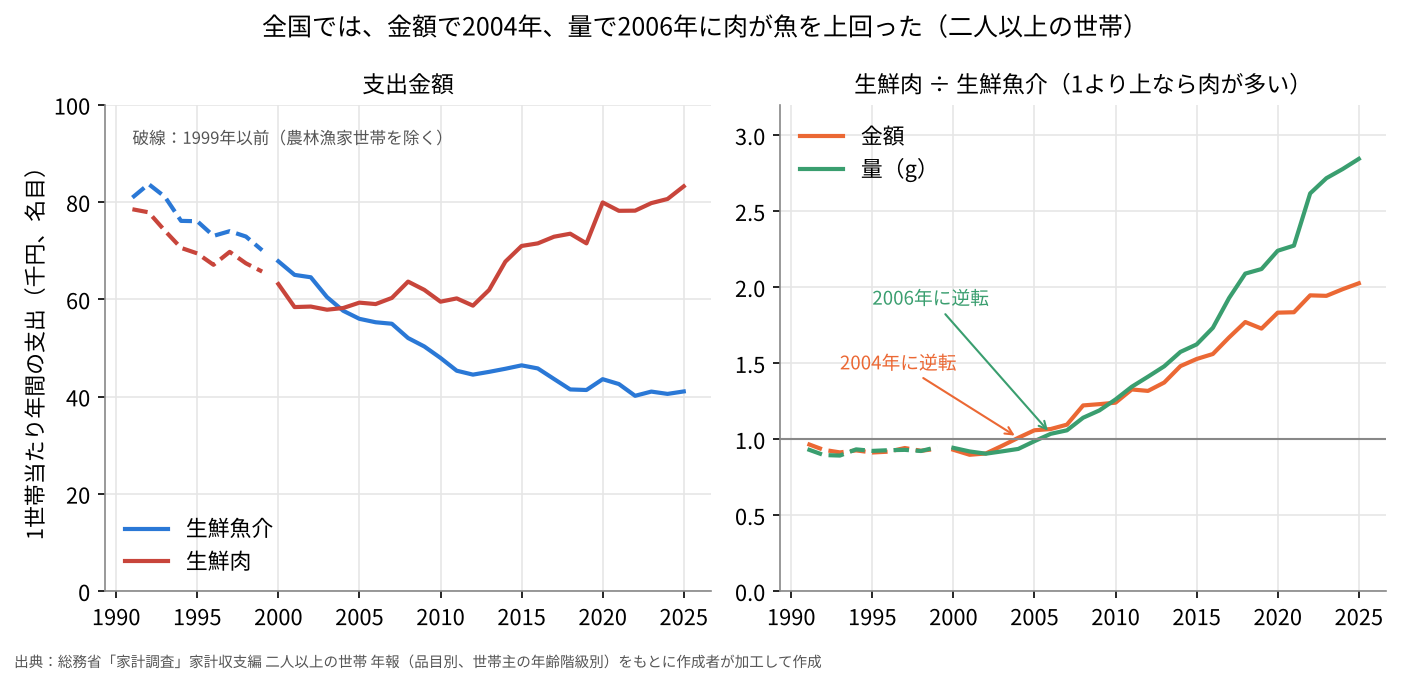 全国では、金額で2004年、量で2006年に肉が魚を上回った（二人以上の世帯）
支出金額
1世帯当たり年間の支出（千円、名目）
100
80
60
40
20
0
破線：1999年以前（農林漁家世帯を除く）
生鮮魚介
生鮮肉
1990 1995 2000 2005 2010 2015 2020 2025
生鮮肉 ÷ 生鮮魚介（1より上なら肉が多い）
3.0
2.5
2.0
1.5
1.0
0.5
0.0
金額
量（g）
2006年に逆転
2004年に逆転
1990 1995 2000 2005 2010 2015 2020 2025
出典：総務省「家計調査」家計収支編 二人以上の世帯 年報（品目別、世帯主の年齢階級別）をもとに作成者が加工して作成